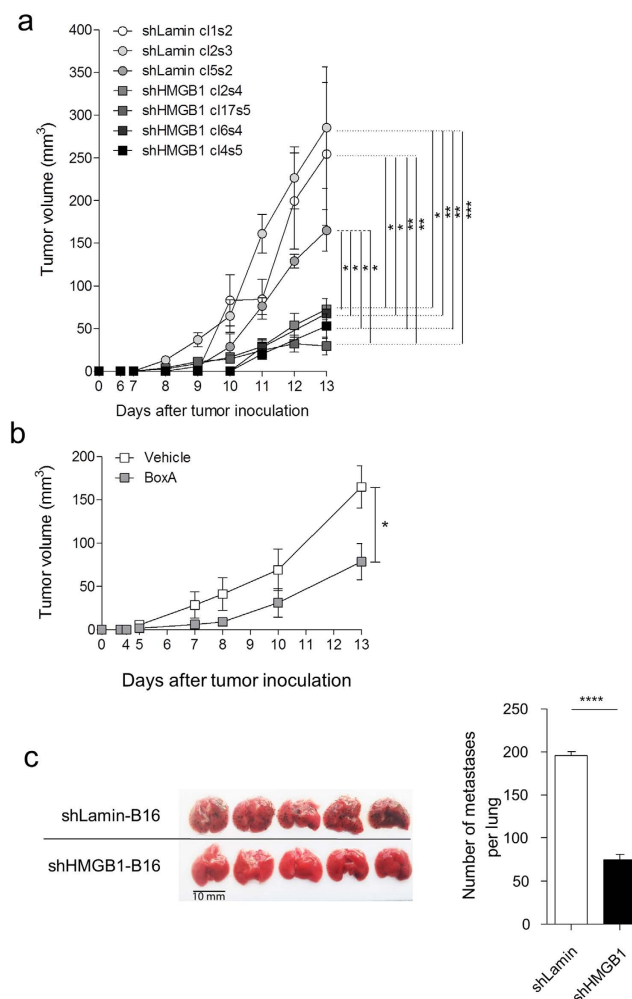 a
400
350
300
250
200
150
100
50
0
Tumor volume (mm3)
shLamin cl1s2
shLamin cl2s3
shLamin cl5s2
shHMGB1 cl2s4
shHMGB1 cl17s5
shHMGB1 cl6s4
shHMGB1 cl4s5
* * * *
* * ** **
* ** ** ***
0 6 7 8 9 10 11 12 13
Days after tumor inoculation
b
200
150
100
50
0
Tumor volume (mm3)
Vehicle
BoxA
*
0 4 5 7 8 10 12 13
Days after tumor inoculation
c
shLamin-B16
shHMGB1-B16
10 mm
250
200
150
100
50
0
Number of metastases
per lung
****
shLamin
shHMGB1